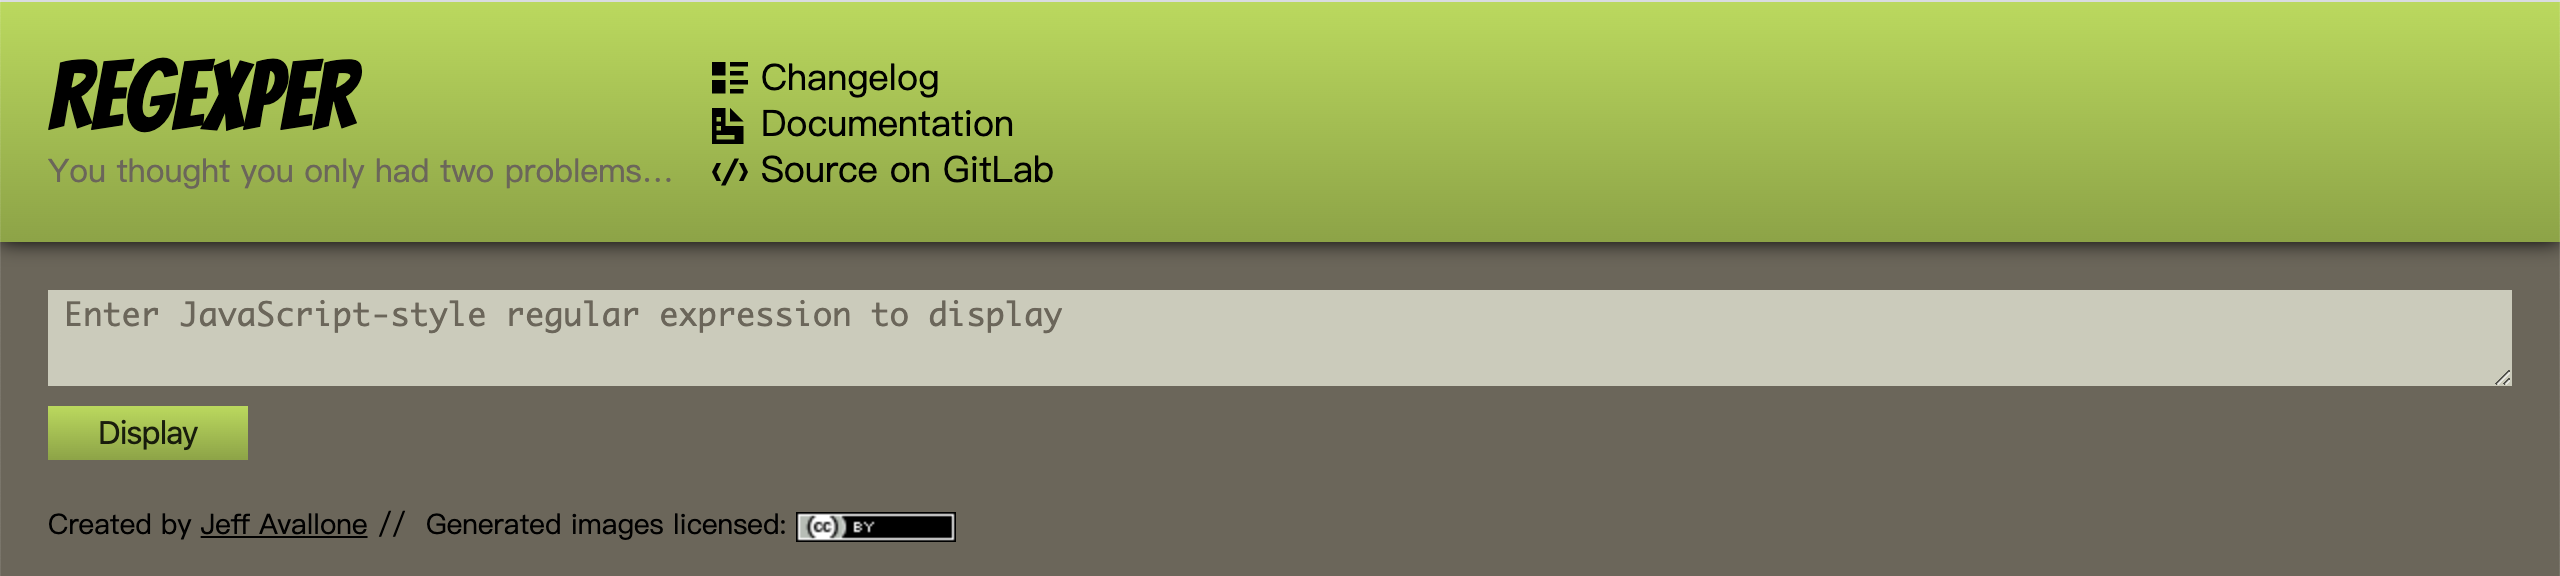 REGEXPER
You thought you only had two problems...
Changelog
Documentation
Source on GitLab
Enter JavaScript-style regular expression to display
Display
Created by Jeff Avallone // Generated images licensed: (cc) BY